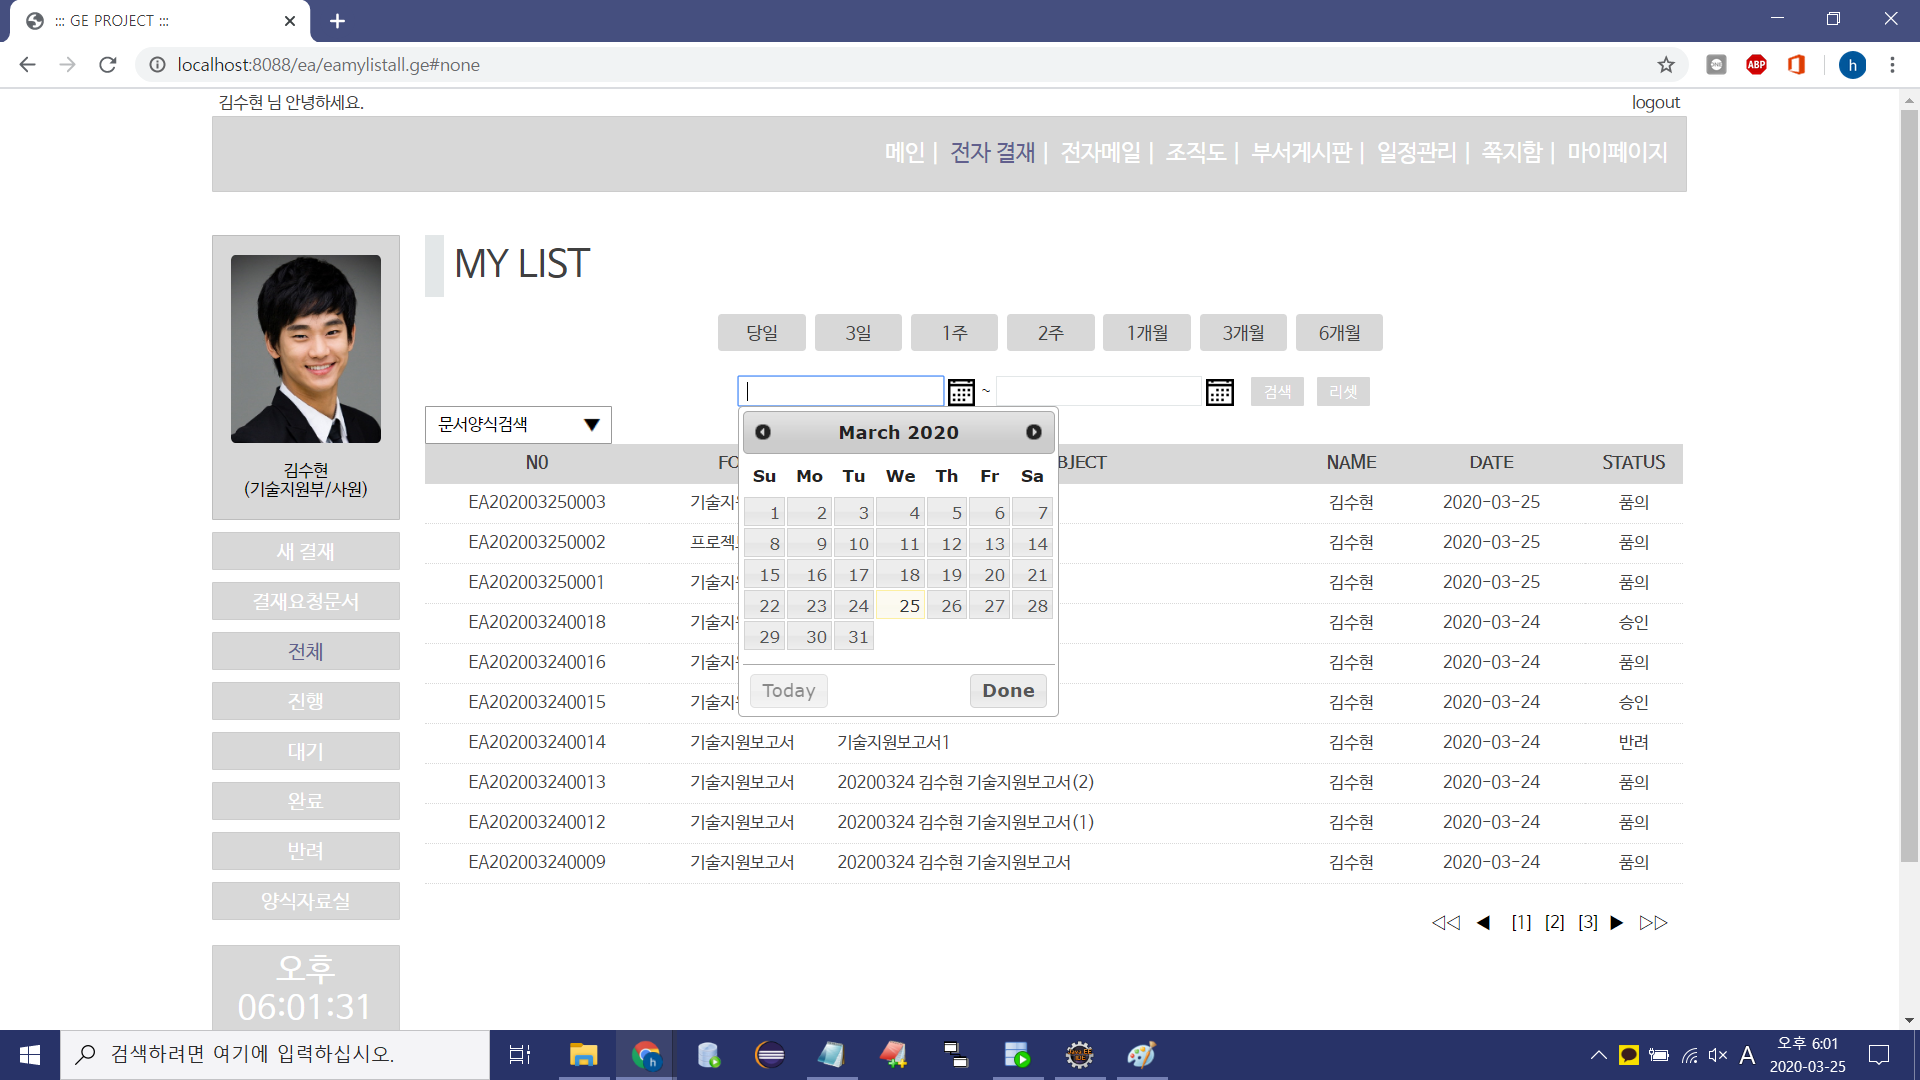 ::: GE PROJECT :::
localhost:8088/ea/eamylistall.ge#none
ABP
h
김수현 님 안녕하세요.
logout
메인 | 전자 결재 | 전자메일 | 조직도 | 부서게시판 | 일정관리 | 쪽지함 | 마이페이지
김수현
(기술지원부/사원)
새 결재
결재요청문서
전체
진행
대기
완료
반려
양식자료실
오후
06:01:31
MY LIST
당일 3일 1주 2주 1개월 3개월 6개월
~ 검색 리셋
문서양식검색 ▼
March 2020
Su Mo Tu We Th Fr Sa
1 2 3 4 5 6 7
8 9 10 11 12 13 14
15 16 17 18 19 20 21
22 23 24 25 26 27 28
29 30 31
Today Done
NO FO BJECT NAME DATE STATUS
EA202003250003 기술지원 김수현 2020-03-25 품의
EA202003250002 프로젝 김수현 2020-03-25 품의
EA202003250001 기술지 김수현 2020-03-25 품의
EA202003240018 기술지 김수현 2020-03-24 승인
EA202003240016 기술지 김수현 2020-03-24 품의
EA202003240015 기술지 김수현 2020-03-24 승인
EA202003240014 기술지원보고서 기술지원보고서1 김수현 2020-03-24 반려
EA202003240013 기술지원보고서 20200324 김수현 기술지원보고서(2) 김수현 2020-03-24 품의
EA202003240012 기술지원보고서 20200324 김수현 기술지원보고서(1) 김수현 2020-03-24 품의
EA202003240009 기술지원보고서 20200324 김수현 기술지원보고서 김수현 2020-03-24 품의
◁◁ ◀ [1] [2] [3] ▶ ▷▷
검색하려면 여기에 입력하십시오.
A
오후 6:01
2020-03-25